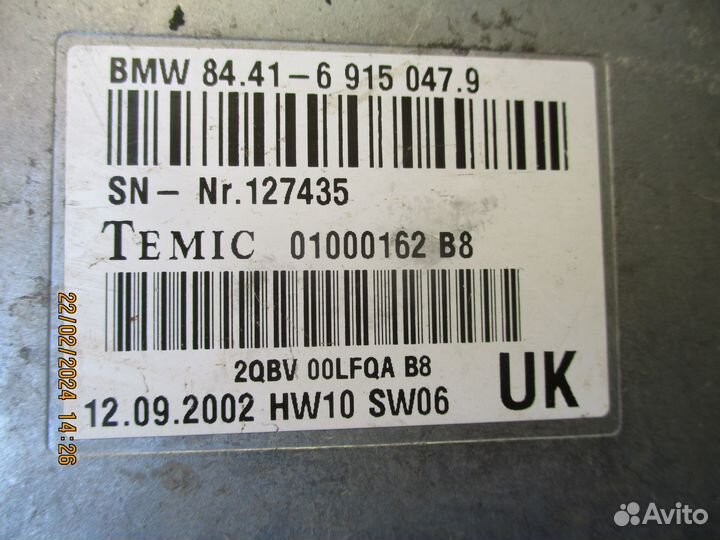 BMW 84.41-6 915 047.9
SN- Nr.127435
TEMIC 01000162 B8
2QBV 00LFQA B8
12.09.2002 HW10 SW06
UK
22/02/2024 14:26
Avito